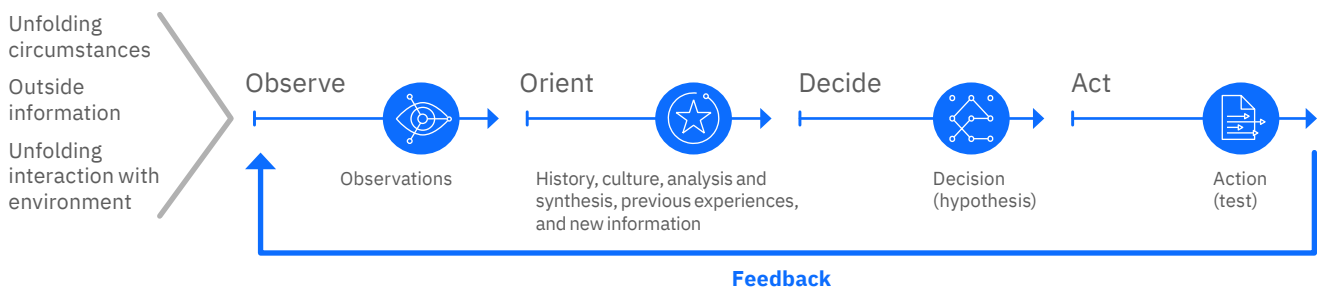 Unfolding
circumstances
Outside
information
Unfolding
interaction with
environment
Observe
Observations
Orient
History, culture, analysis and
synthesis, previous experiences,
and new information
Decide
Decision
(hypothesis)
Act
Action
(test)
Feedback